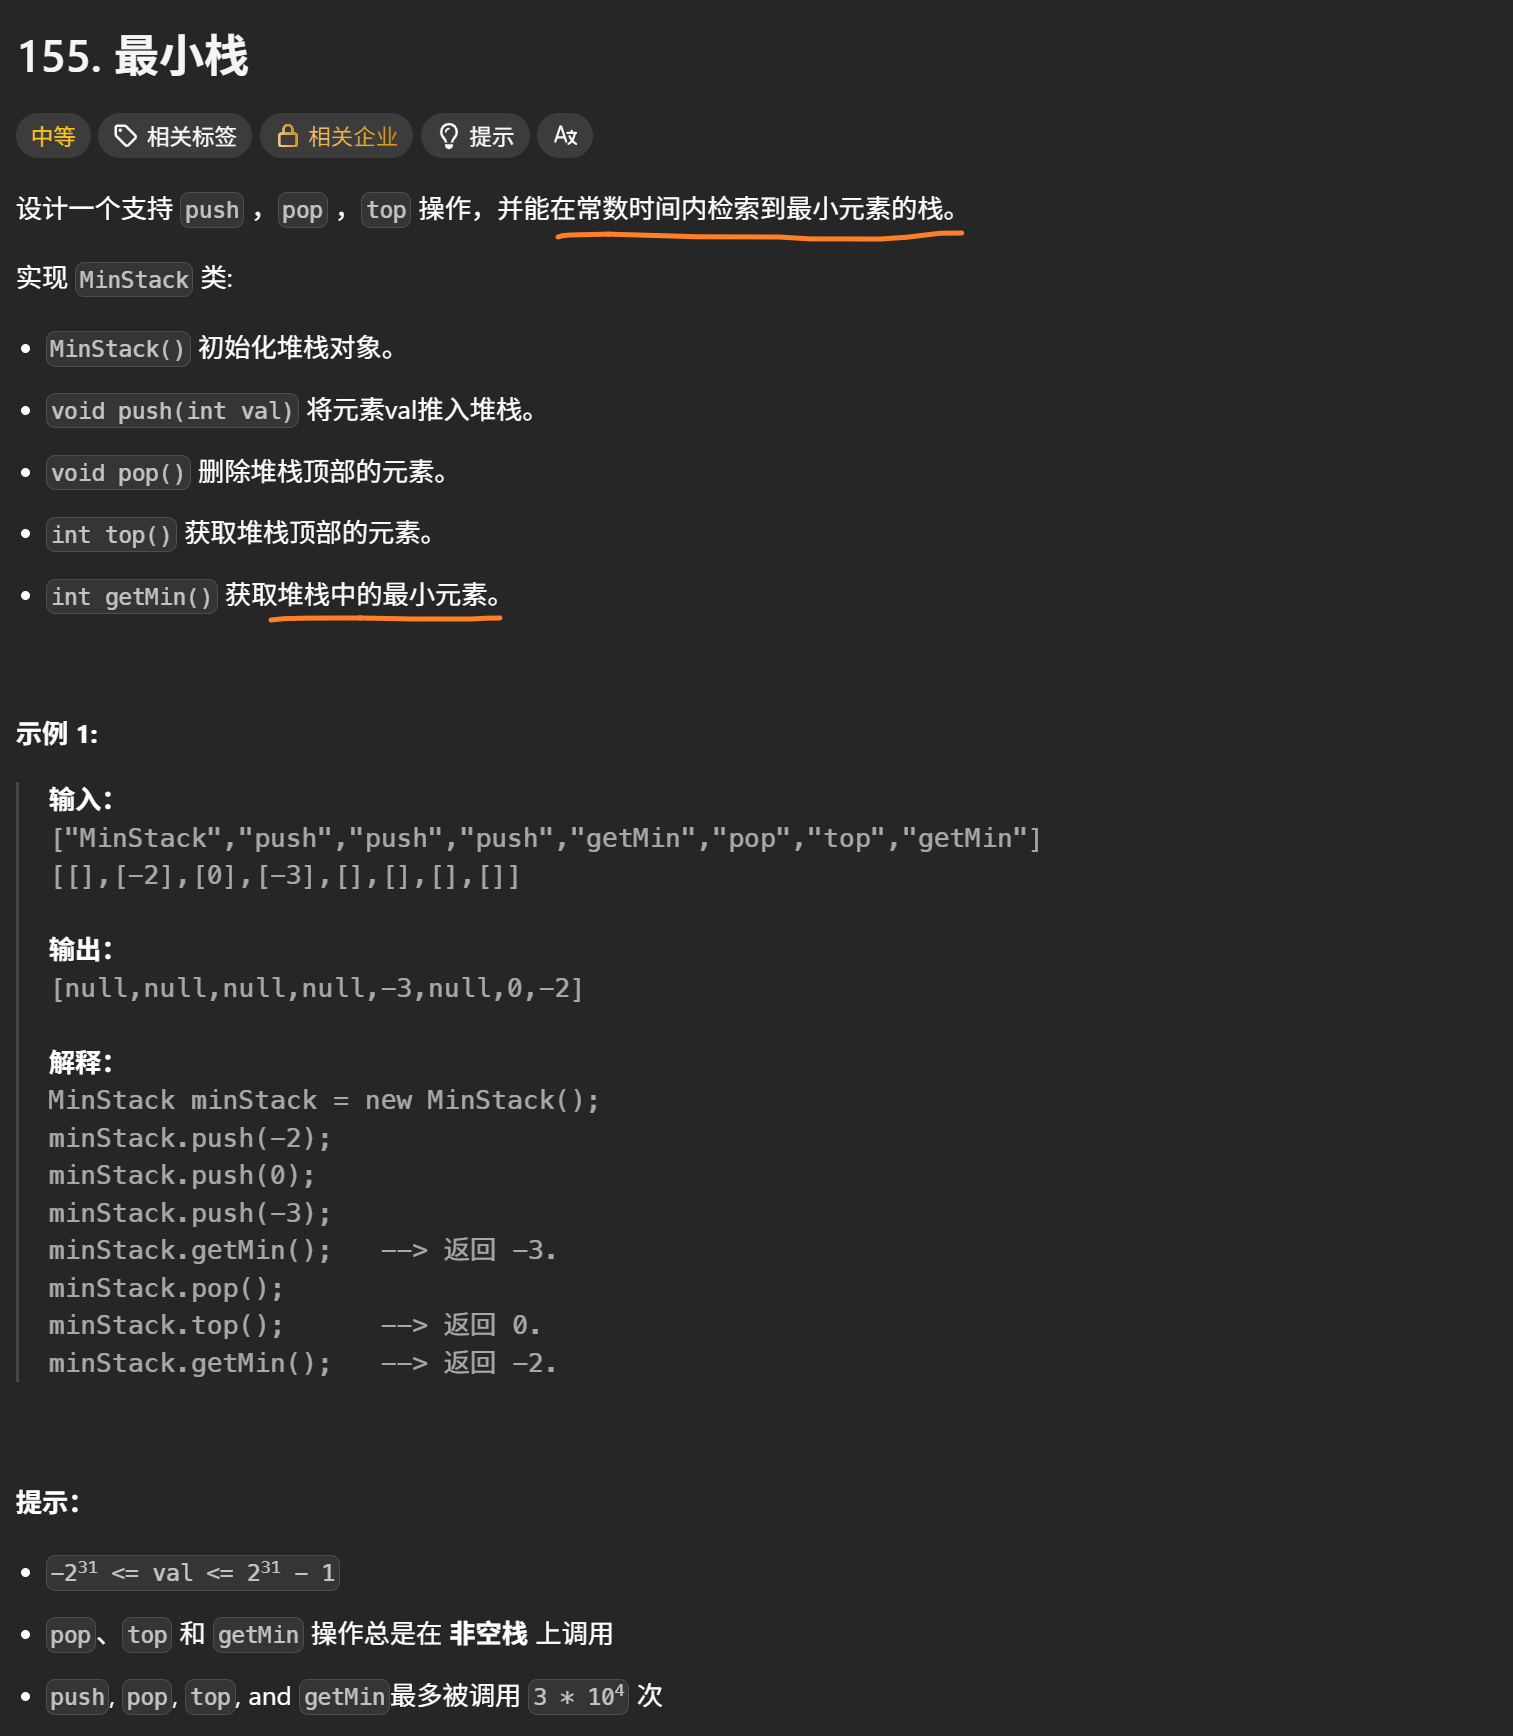 155. 最小栈
中等 相关标签 相关企业 提示 Az
设计一个支持 push ，pop ，top 操作，并能在常数时间内检索到最小元素的栈。
实现 MinStack 类:
• MinStack() 初始化堆栈对象。
• void push(int val) 将元素val推入堆栈。
• void pop() 删除堆栈顶部的元素。
• int top() 获取堆栈顶部的元素。
• int getMin() 获取堆栈中的最小元素。
示例 1:
输入：
["MinStack","push","push","push","getMin","pop","top","getMin"]
[[],[-2],[0],[-3],[],[],[],[]]
输出：
[null,null,null,null,-3,null,0,-2]
解释：
MinStack minStack = new MinStack();
minStack.push(-2);
minStack.push(0);
minStack.push(-3);
minStack.getMin();   --> 返回 -3.
minStack.pop();
minStack.top();      --> 返回 0.
minStack.getMin();   --> 返回 -2.
提示：
• -2³¹ <= val <= 2³¹ - 1
• pop、top 和 getMin 操作总是在 非空栈 上调用
• push, pop, top, and getMin最多被调用 3 * 10⁴ 次